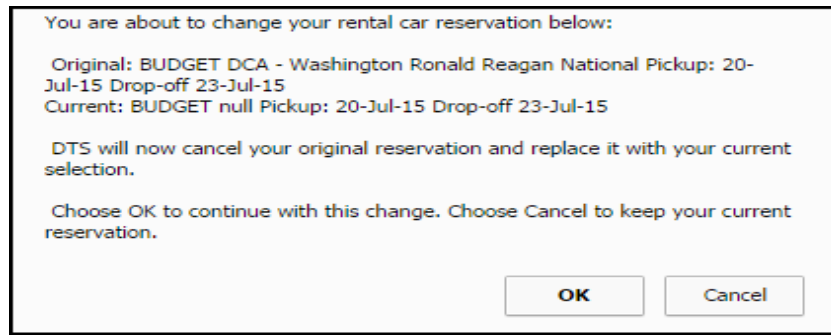 You are about to change your rental car reservation below:
Original: BUDGET DCA - Washington Ronald Reagan National Pickup: 20-
Jul-15 Drop-off 23-Jul-15
Current: BUDGET null Pickup: 20-Jul-15 Drop-off 23-Jul-15
DTS will now cancel your original reservation and replace it with your current
selection.
Choose OK to continue with this change. Choose Cancel to keep your current
reservation.
OK Cancel